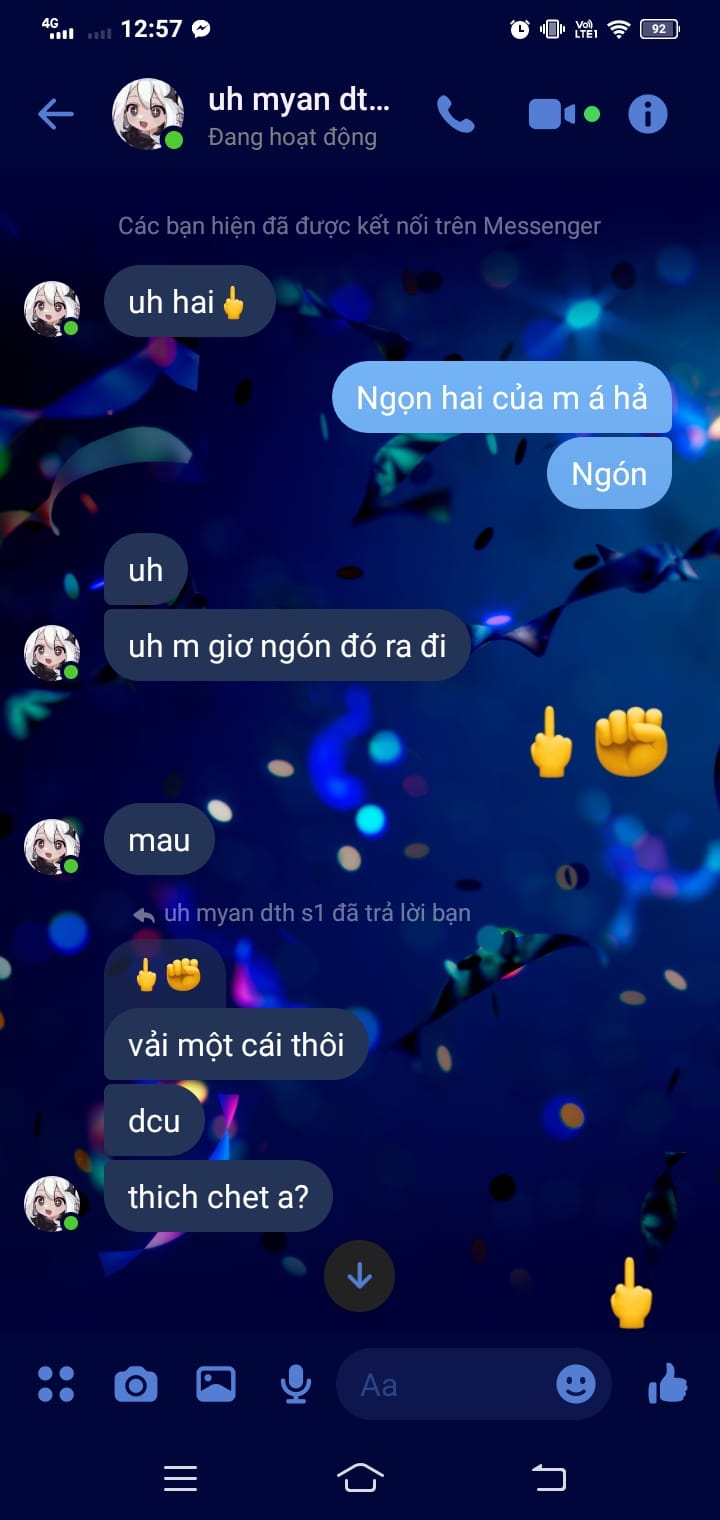 4G 12:57 Vo) LTE1 92
uh myan dt...
Đang hoạt động
Các bạn hiện đã được kết nối trên Messenger
uh hai🖕
Ngọn hai của m á hả
Ngón
uh
uh m giơ ngón đó ra đi
🖕✊
mau
uh myan dth s1 đã trả lời bạn
🖕✊
vải một cái thôi
dcu
thich chet a?
🖕
Aa